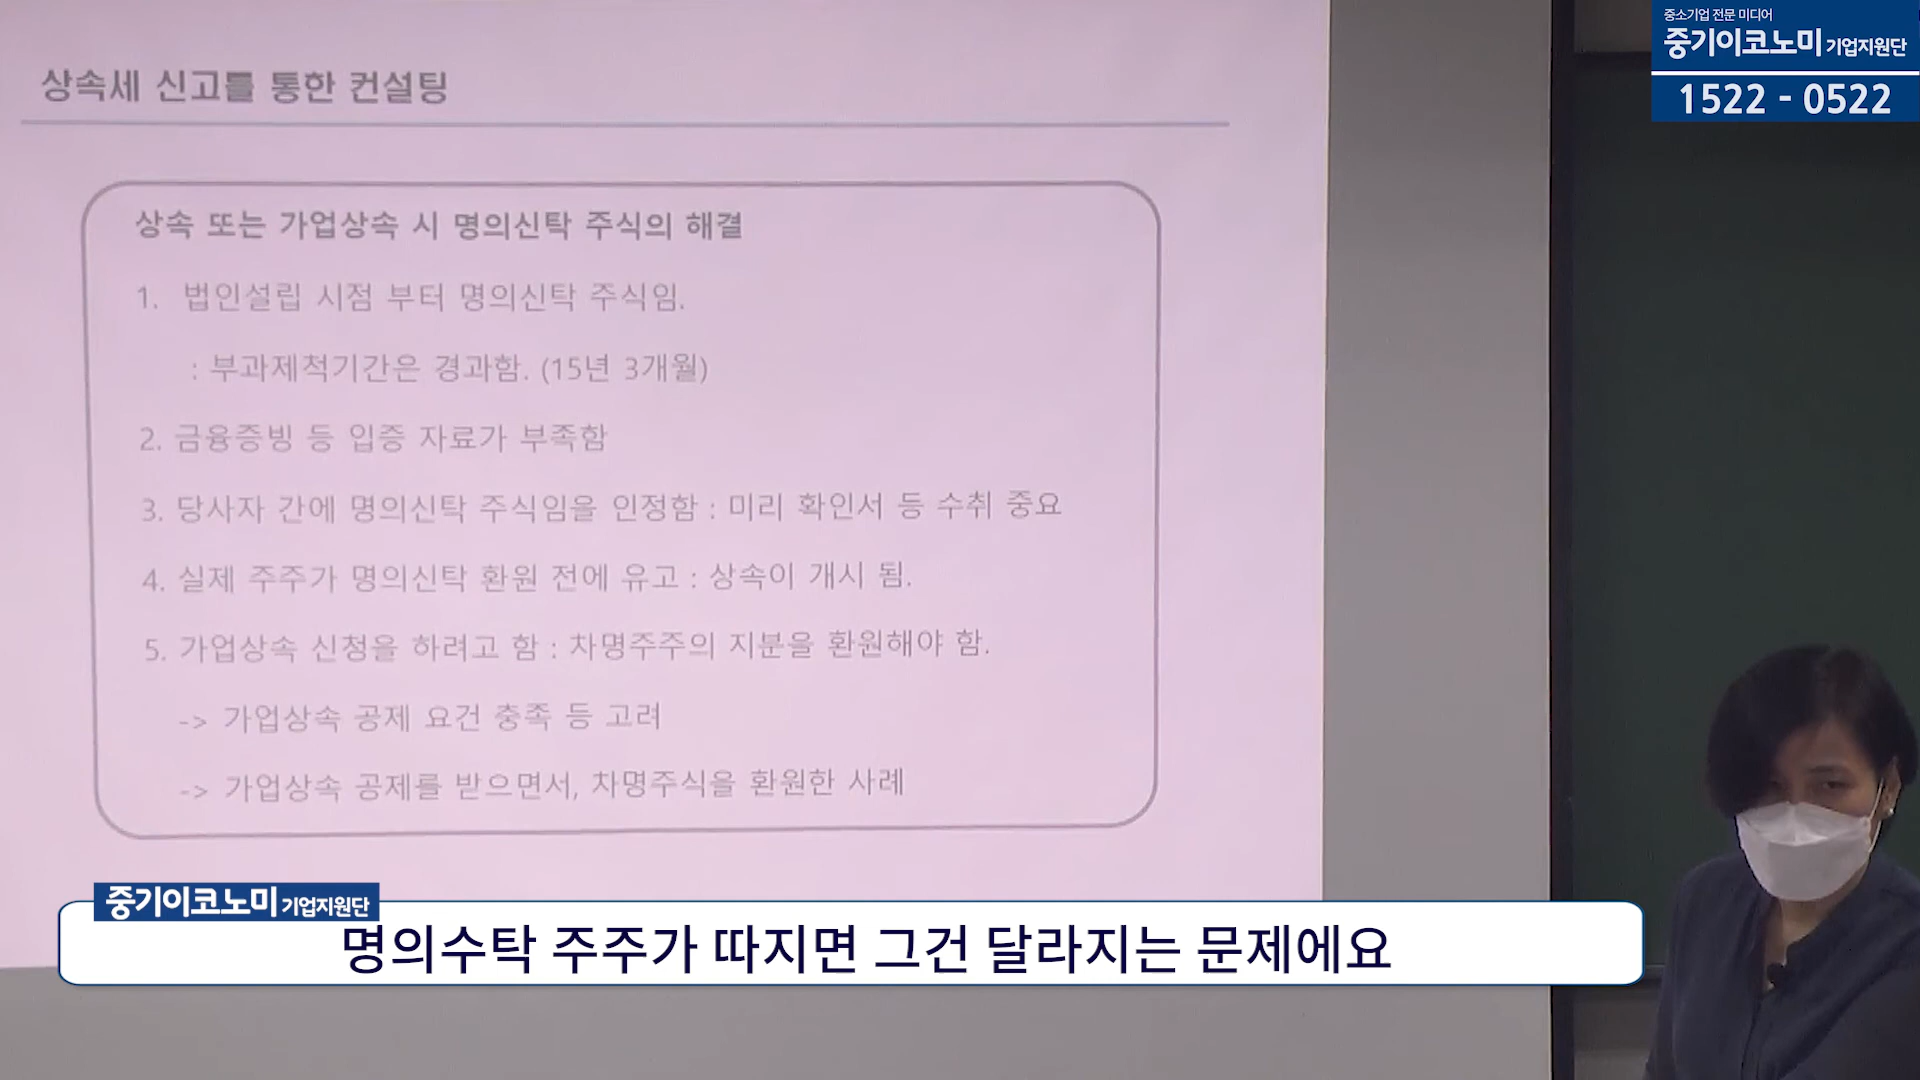 중소기업 전문 미디어
중기이코노미 기업지원단
1522 - 0522
상속세 신고를 통한 컨설팅
상속 또는 가업상속 시 명의신탁 주식의 해결
1. 법인설립 시점 부터 명의신탁 주식임.
: 부과제척기간은 경과함. (15년 3개월)
2. 금융증빙 등 입증 자료가 부족함
3. 당사자 간에 명의신탁 주식임을 인정함 : 미리 확인서 등 수취 중요
4. 실제 주주가 명의신탁 환원 전에 유고 : 상속이 개시 됨.
5. 가업상속 신청을 하려고 함 : 차명주주의 지분을 환원해야 함.
-> 가업상속 공제 요건 충족 등 고려
-> 가업상속 공제를 받으면서, 차명주식을 환원한 사례
중기이코노미 기업지원단
명의수탁 주주가 따지면 그건 달라지는 문제에요